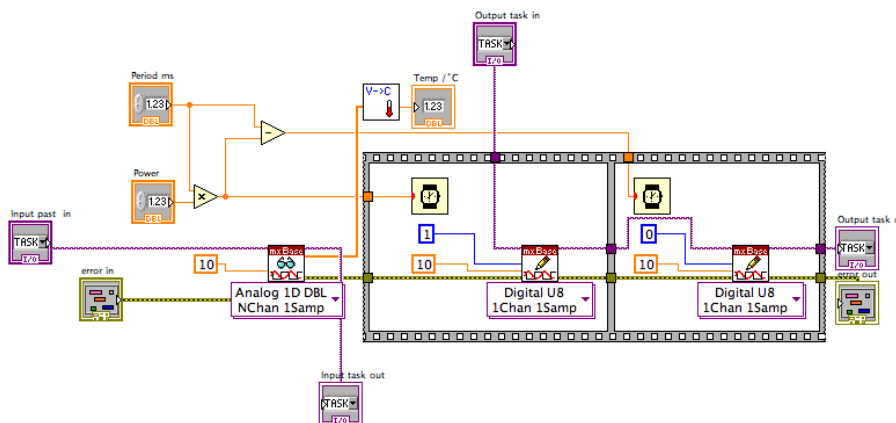 Output task in
TASK
I/O
Period ms
1.23
DBL
V->C
Temp /˚C
1.23
DBL
Power
1.23
DBL
Input past in
TASK
I/O
1
0
mxBase
10
mxBase
10
mxBase
10
Output task o
TASK
I/O
error in
Analog 1D DBL
NChan 1Samp
Digital U8
1Chan 1Samp
Digital U8
1Chan 1Samp
error out
Input task out
TASK
I/O